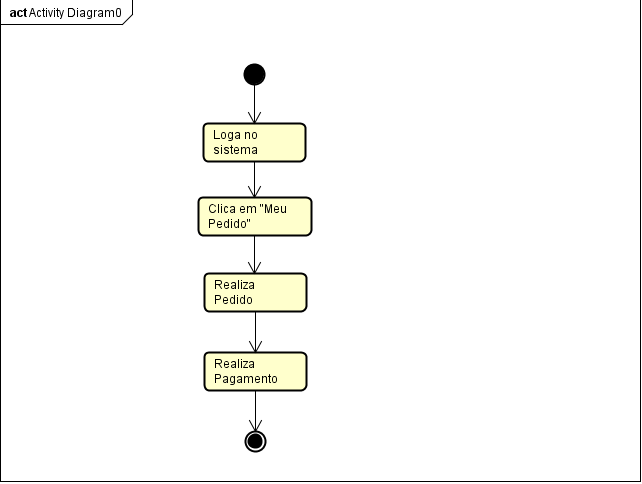 act Activity Diagram0
Loga no
sistema
Clica em "Meu
Pedido"
Realiza
Pedido
Realiza
Pagamento